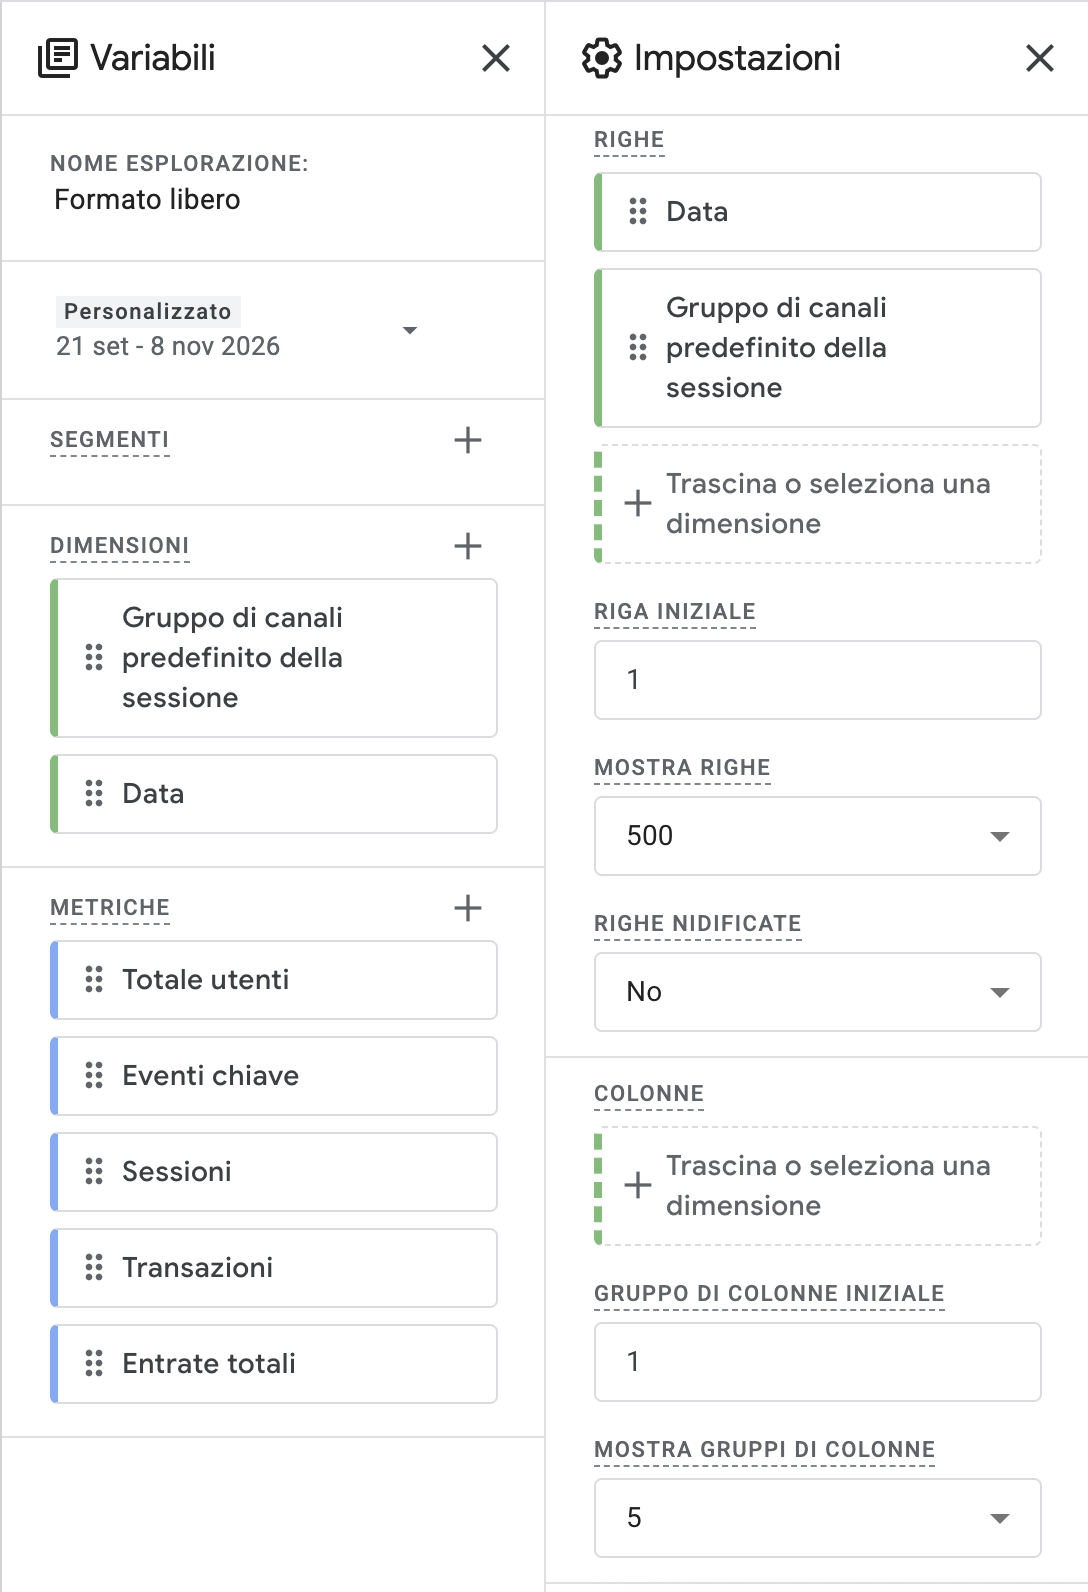 Variabili
NOME ESPLORAZIONE:
Formato libero
Personalizzato
21 set - 8 nov 2026
SEGMENTI
DIMENSIONI
Gruppo di canali
predefinito della
sessione
Data
METRICHE
Totale utenti
Eventi chiave
Sessioni
Transazioni
Entrate totali
Impostazioni
RIGHE
Data
Gruppo di canali
predefinito della
sessione
Trascina o seleziona una
dimensione
RIGA INIZIALE
1
MOSTRA RIGHE
500
RIGHE NIDIFICATE
No
COLONNE
Trascina o seleziona una
dimensione
GRUPPO DI COLONNE INIZIALE
1
MOSTRA GRUPPI DI COLONNE
5